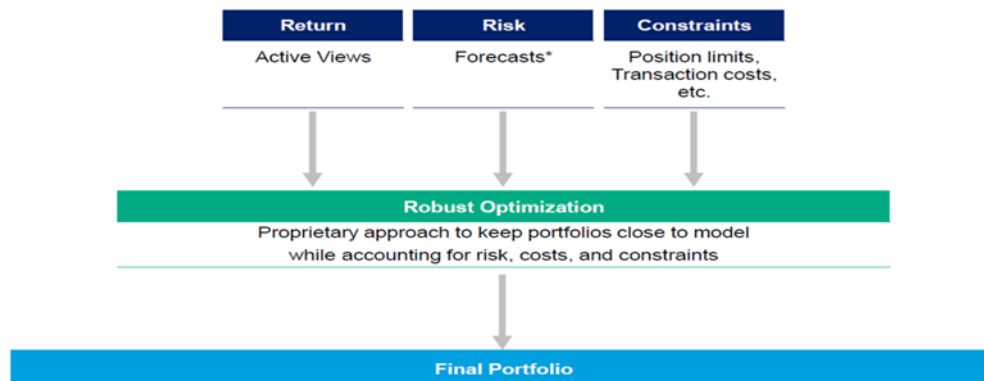 Return
Risk
Constraints
Active Views
Forecasts*
Position limits,
Transaction costs,
etc.
Robust Optimization
Proprietary approach to keep portfolios close to model
while accounting for risk, costs, and constraints
Final Portfolio